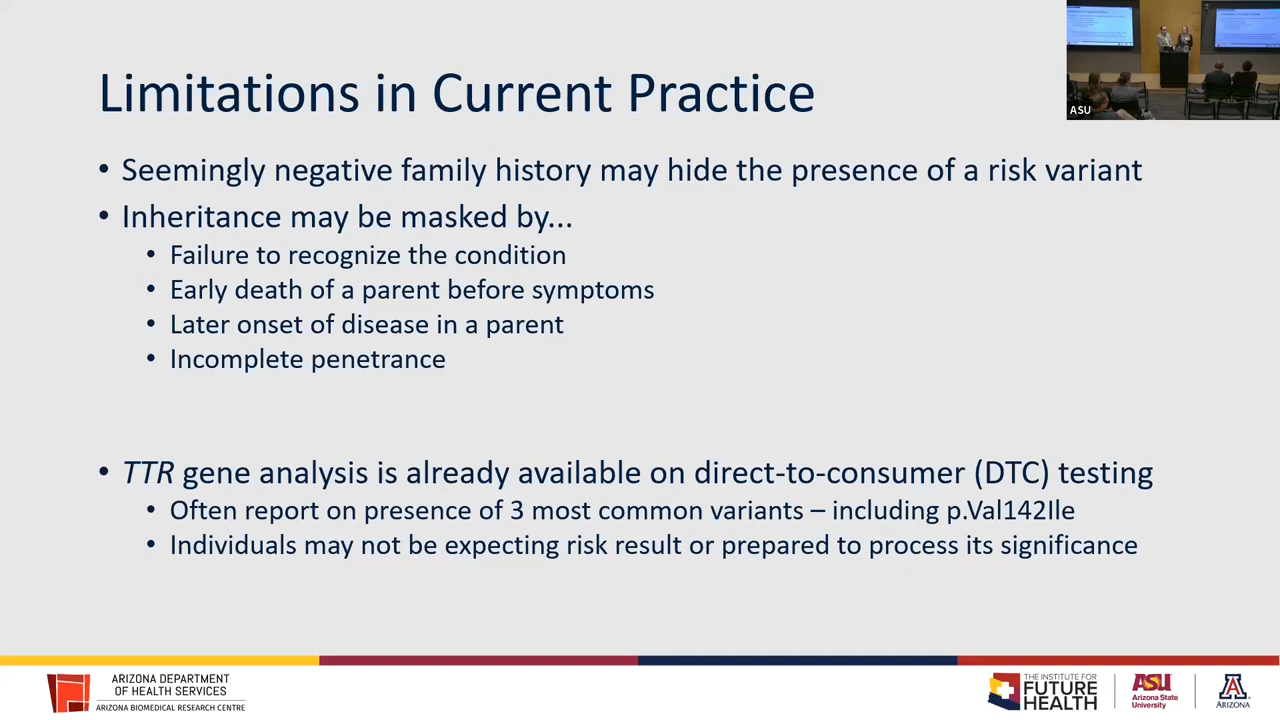 Limitations in Current Practice
• Seemingly negative family history may hide the presence of a risk variant
• Inheritance may be masked by...
• Failure to recognize the condition
• Early death of a parent before symptoms
• Later onset of disease in a parent
• Incomplete penetrance
• TTR gene analysis is already available on direct-to-consumer (DTC) testing
• Often report on presence of 3 most common variants – including p.Val142Ile
• Individuals may not be expecting risk result or prepared to process its significance
ASU
ARIZONA DEPARTMENT
OF HEALTH SERVICES
ARIZONA BIOMEDICAL RESEARCH CENTRE
THE INSTITUTE FOR
FUTURE
HEALTH
ASU
Arizona State
University
A
ARIZONA